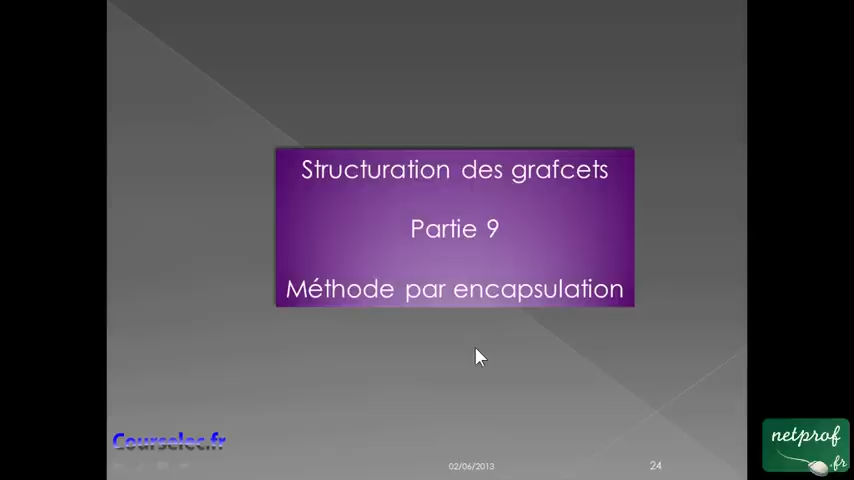 Structuration des grafcets
Partie 9
Méthode par encapsulation
Courselec.fr
02/06/2013
24
netprof
.fr